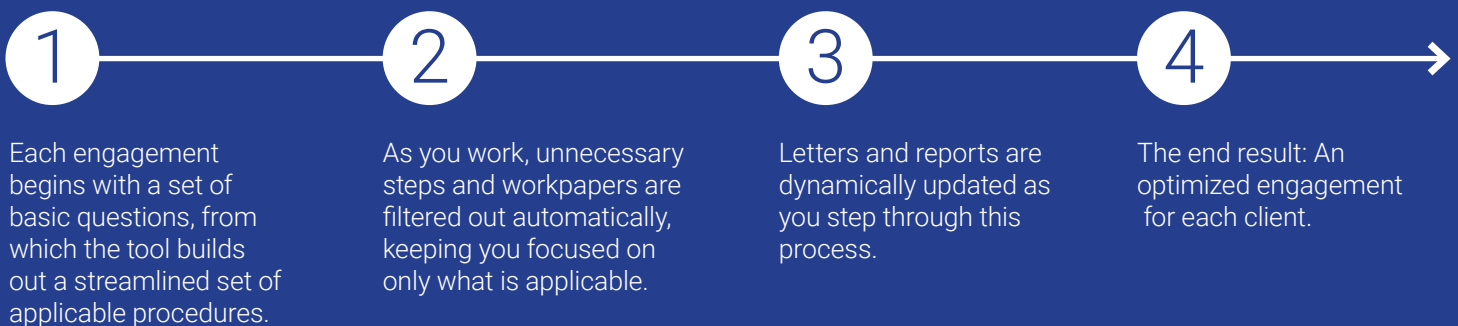 1
Each engagement
begins with a set of
basic questions, from
which the tool builds
out a streamlined set of
applicable procedures.
2
As you work, unnecessary
steps and workpapers are
filtered out automatically,
keeping you focused on
only what is applicable.
3
Letters and reports are
dynamically updated as
you step through this
process.
4
The end result: An
optimized engagement
for each client.